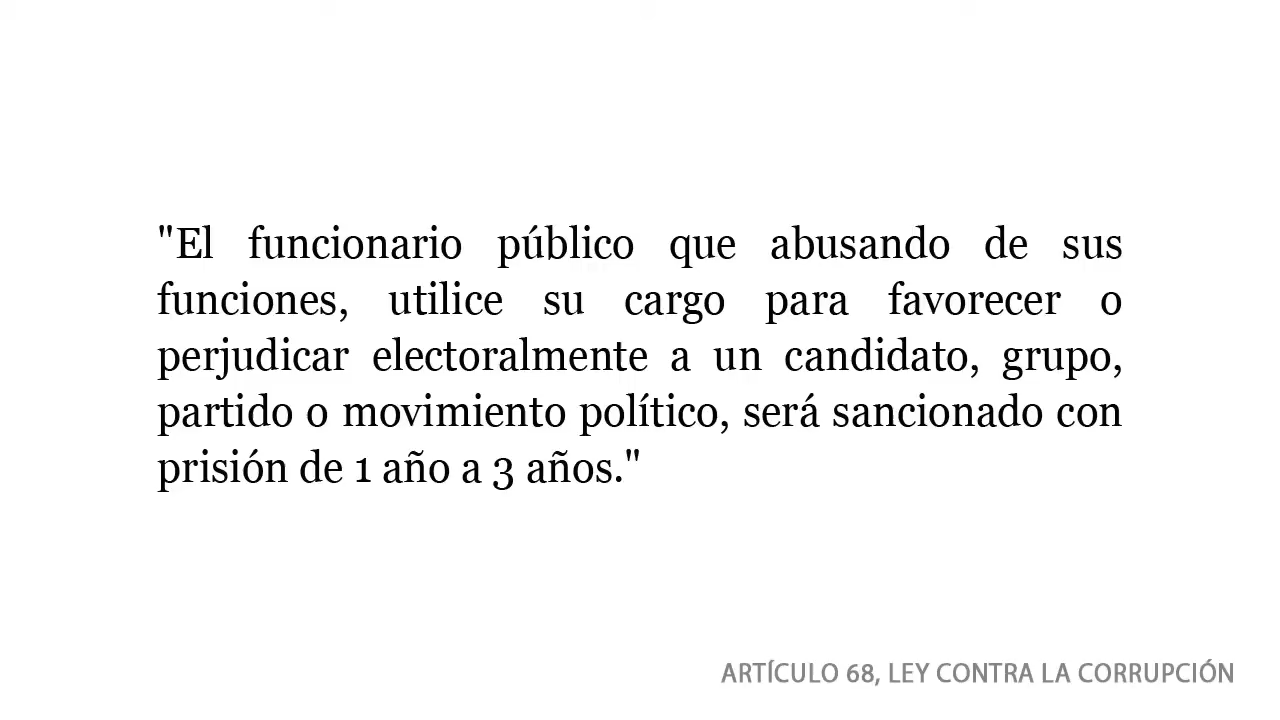 "El funcionario público que abusando de sus
funciones, utilice su cargo para favorecer o
perjudicar electoralmente a un candidato, grupo,
partido o movimiento político, será sancionado con
prisión de 1 año a 3 años."
ARTÍCULO 68, LEY CONTRA LA CORRUPCIÓN